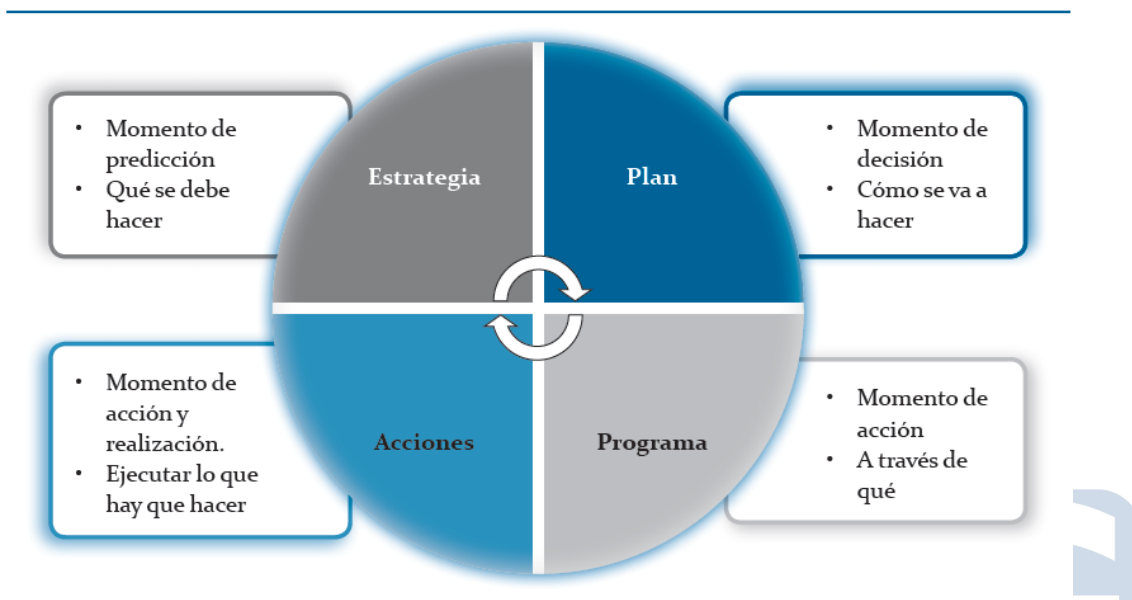 • Momento de
predicción
• Qué se debe
hacer
Estrategia
Plan
• Momento de
decisión
• Cómo se va a
hacer
• Momento de
acción y
realización.
• Ejecutar lo que
hay que hacer
Acciones
Programa
• Momento de
acción
• A través de
qué